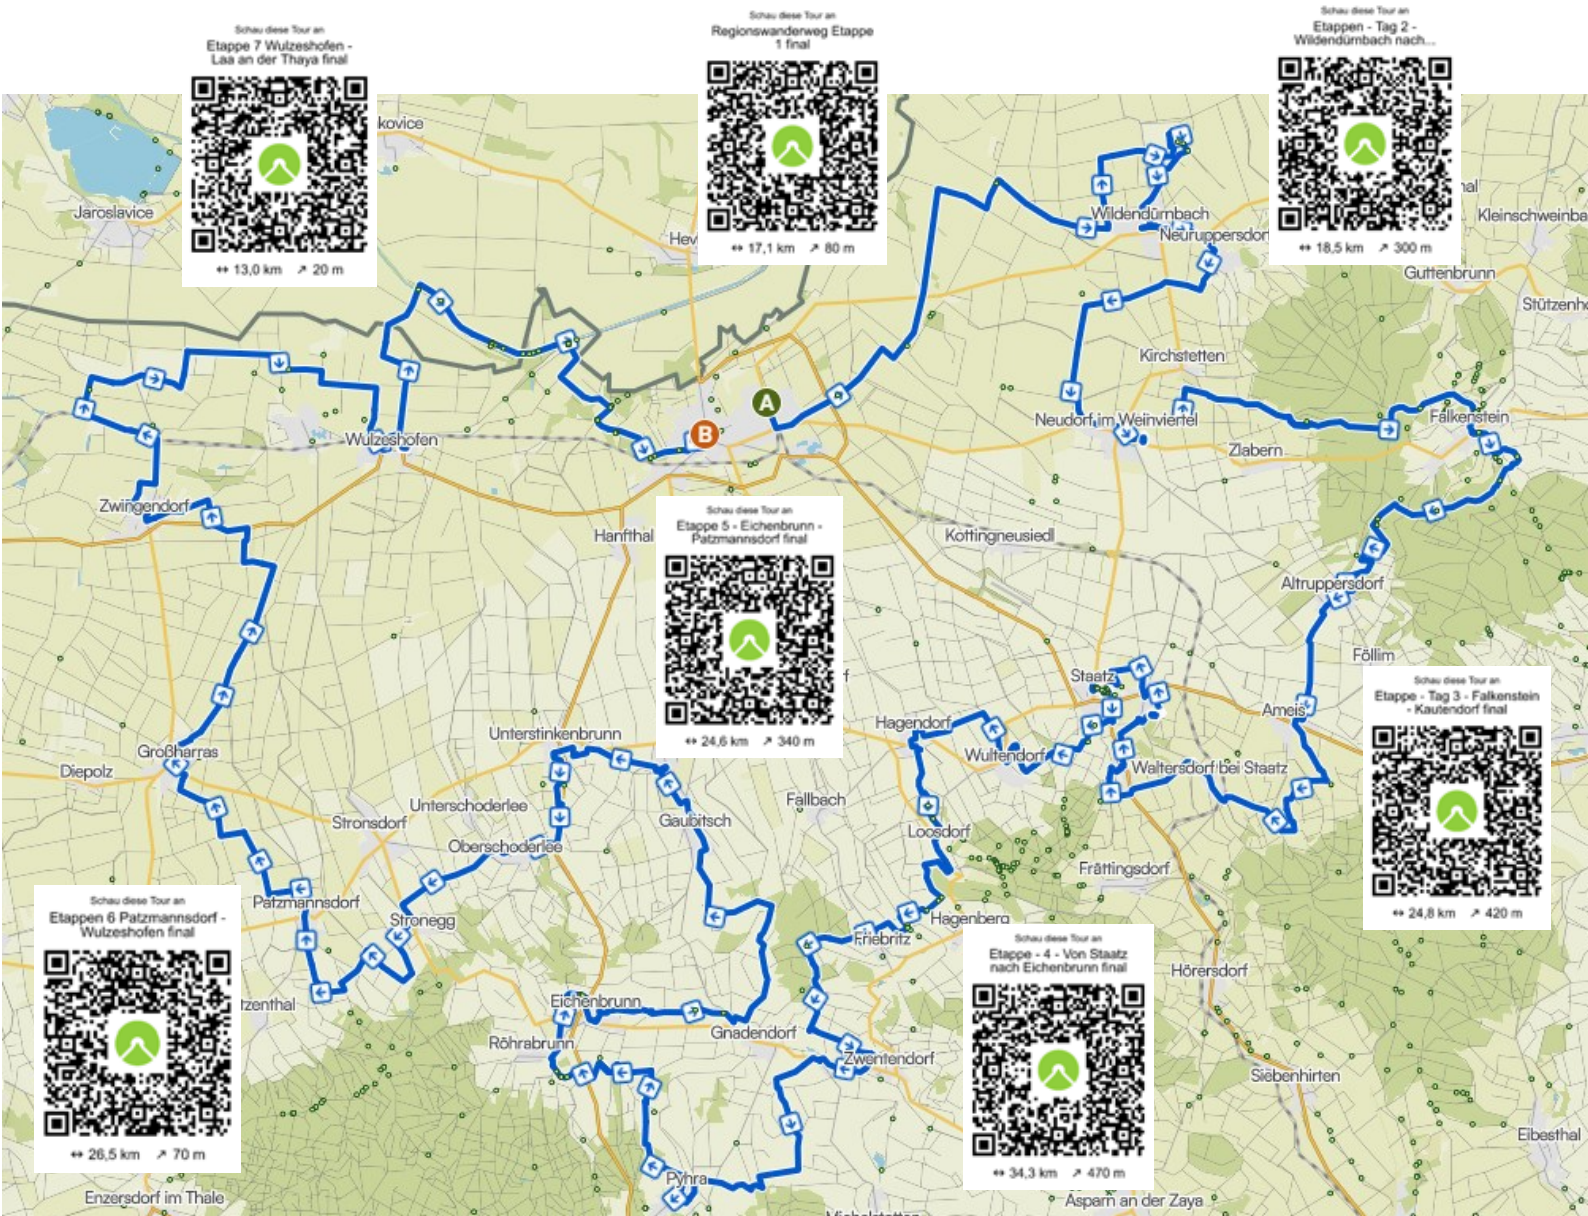 Schau diese Tour an
Etappe 7 Wulzeshofen -
Laa an der Thaya final
↔ 13,0 km ↗ 20 m
Schau diese Tour an
Regionswanderweg Etappe
1 final
↔ 17,1 km ↗ 80 m
Schau diese Tour an
Etappen - Tag 2 -
Wildendürnbach nach...
↔ 18,5 km ↗ 300 m
kovice
Jaroslavice
Hev
Wildendürnbach
Neuruppersdorf
nal
Kleinschweinba
Guttenbrunn
Stützenho
Kirchstetten
A
B
Wulzeshofen
Neudorf im Weinviertel
Falkenstein
Zlabern
Zwingendorf
Hanfthal
Kottingneusiedl
Altruppersdorf
Schau diese Tour an
Etappe 5 - Eichenbrunn -
Patzmannsdorf final
↔ 24,6 km ↗ 340 m
Föllim
Staatz
f
Ameis
Schau diese Tour an
Etappe - Tag 3 - Falkenstein
- Kautendorf final
↔ 24,8 km ↗ 420 m
Hagendorf
Unterstinkenbrunn
Großharras
Wultendorf
Diepolz
Waltersdorf bei Staatz
Fallbach
Unterschoderlee
Gaubitsch
Stronsdorf
Loosdorf
Oberschoderlee
Frättingsdorf
Patzmannsdorf
Stronegg
Hagenberg
Friebritz
Schau diese Tour an
Etappen 6 Patzmannsdorf -
Wulzeshofen final
↔ 26,5 km ↗ 70 m
Schau diese Tour an
Etappe - 4 - Von Staatz
nach Eichenbrunn final
↔ 34,3 km ↗ 470 m
Hörersdorf
tzenthal
Eichenbrunn
Gnadendorf
Röhrabrunn
Zwentendorf
Siebenhirten
Eibesthal
Pyhra
Enzersdorf im Thale
Asparn an der Zaya
Michelstetten